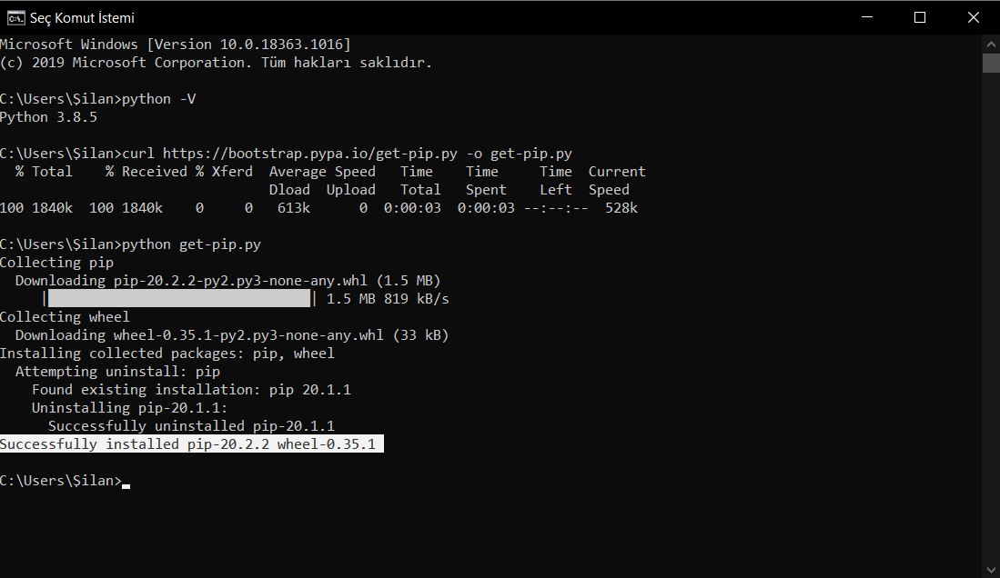 Seç Komut İstemi
Microsoft Windows [Version 10.0.18363.1016]
(c) 2019 Microsoft Corporation. Tüm hakları saklıdır.
C:\Users\Şilan>python -V
Python 3.8.5
C:\Users\Şilan>curl https://bootstrap.pypa.io/get-pip.py -o get-pip.py
  % Total    % Received % Xferd  Average Speed   Time    Time     Time  Current
                                 Dload  Upload   Total   Spent    Left  Speed
100 1840k  100 1840k    0     0   613k      0  0:00:03  0:00:03 --:--:--  528k
C:\Users\Şilan>python get-pip.py
Collecting pip
  Downloading pip-20.2.2-py2.py3-none-any.whl (1.5 MB)
     |████████████████████████████████| 1.5 MB 819 kB/s
Collecting wheel
  Downloading wheel-0.35.1-py2.py3-none-any.whl (33 kB)
Installing collected packages: pip, wheel
  Attempting uninstall: pip
    Found existing installation: pip 20.1.1
    Uninstalling pip-20.1.1:
      Successfully uninstalled pip-20.1.1
Successfully installed pip-20.2.2 wheel-0.35.1
C:\Users\Şilan>